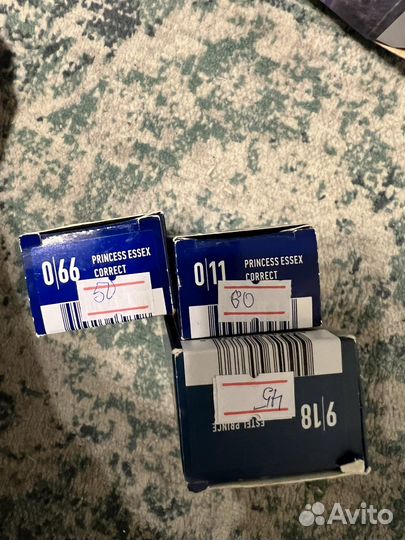 0/66 PRINCESS ESSEX
CORRECT
50
0/11 PRINCESS ESSEX
CORRECT
60
9/18
ESTEL PRINCE
45
Avito